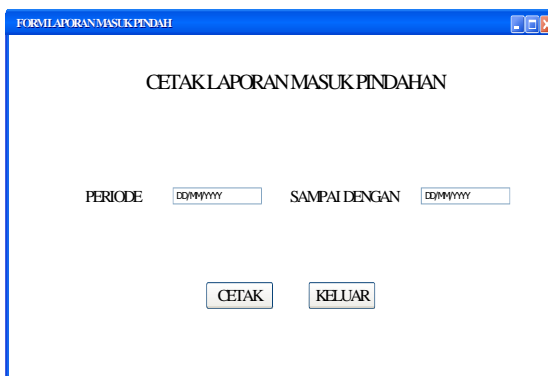 FORM LAPORAN MASUK PINDAH
CETAK LAPORAN MASUK PINDAHAN
PERIODE DD/MM/YYYY SAMPAI DENGAN DD/MM/YYYY
CETAK KELUAR